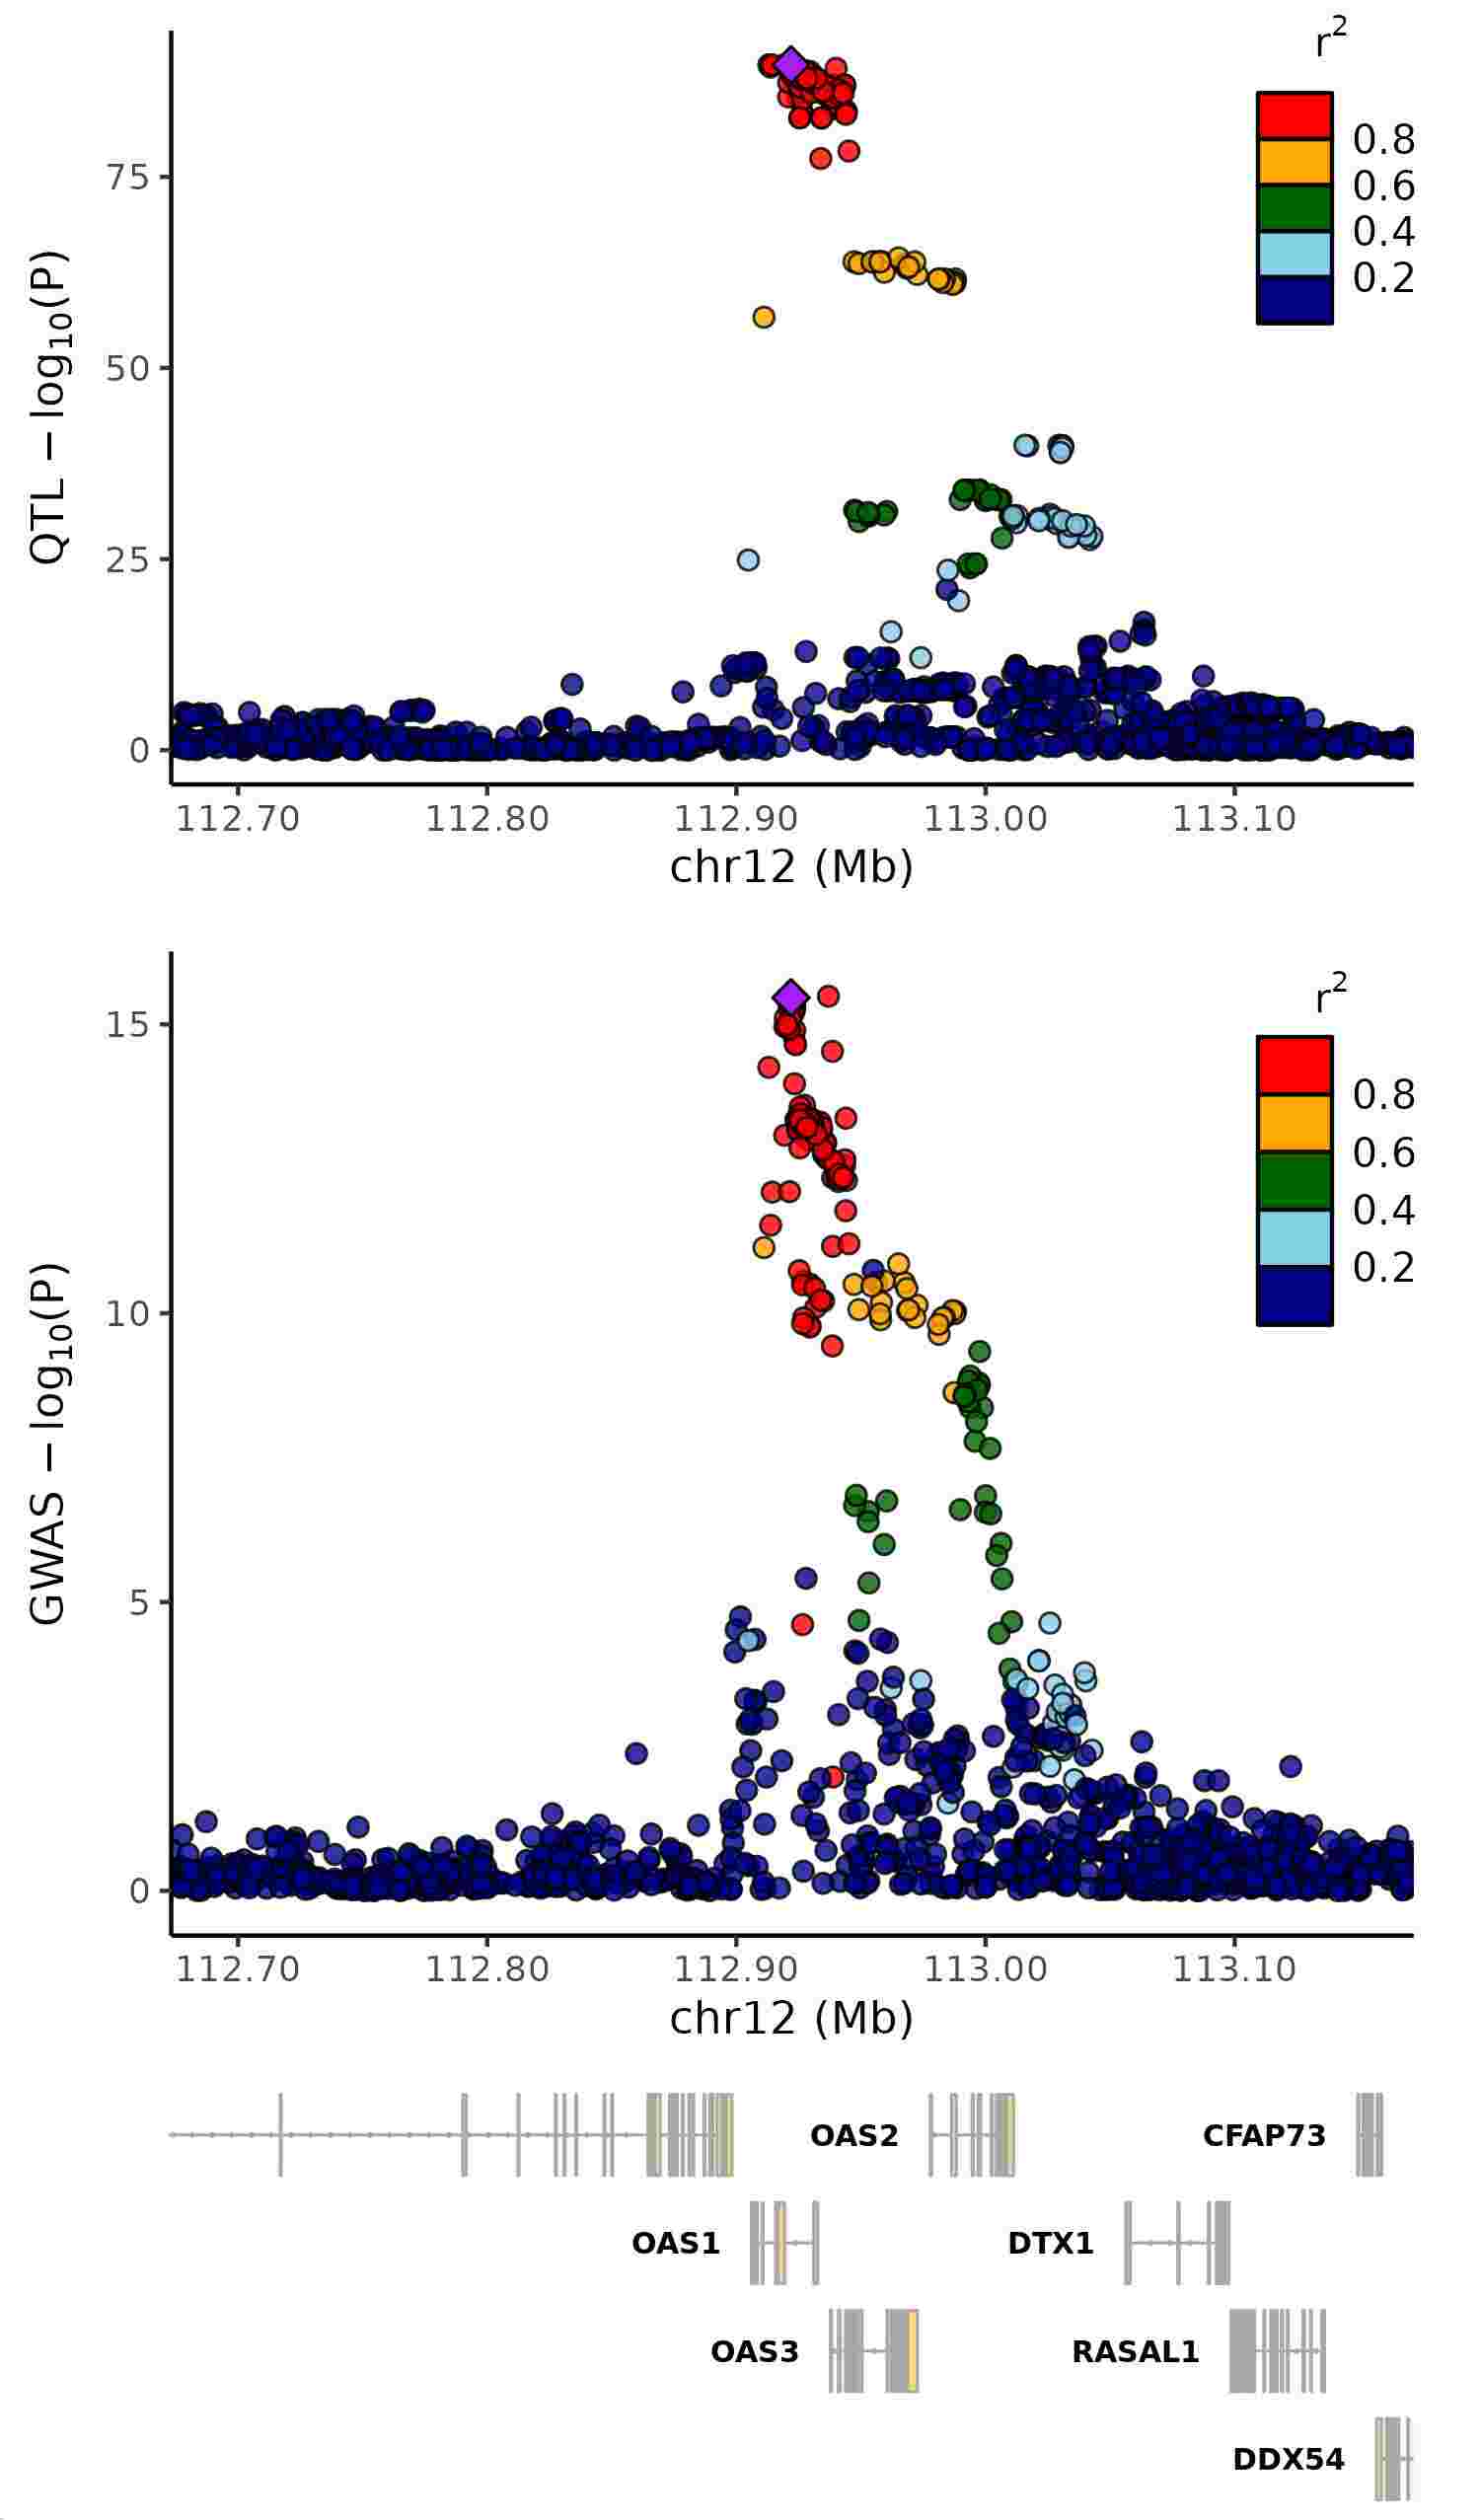 r²
0.8
0.6
0.4
0.2
75
50
25
0
QTL −log₁₀(P)
112.70 112.80 112.90 113.00 113.10
chr12 (Mb)
r²
0.8
0.6
0.4
0.2
15
10
5
0
GWAS −log₁₀(P)
112.70 112.80 112.90 113.00 113.10
chr12 (Mb)
OAS2 CFAP73
OAS1 DTX1
OAS3 RASAL1
DDX54